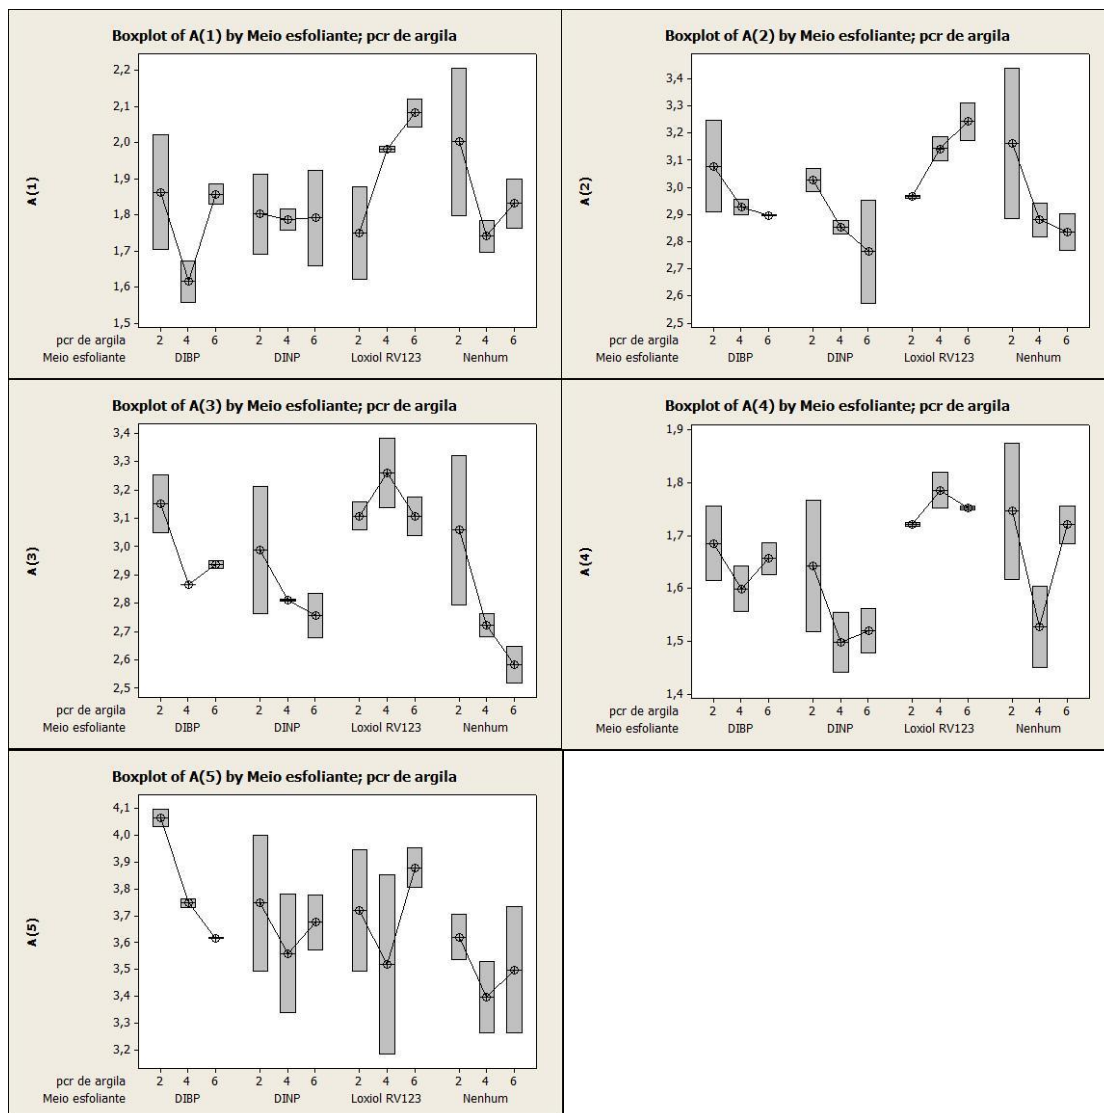 Boxplot of A(1) by Meio esfoliante; pcr de argila
2,2
2,1
2,0
1,9
1,8
1,7
1,6
1,5
A(1)
pcr de argila 2 4 6 2 4 6 2 4 6 2 4 6
Meio esfoliante DIBP DINP Loxiol RV123 Nenhum
Boxplot of A(2) by Meio esfoliante; pcr de argila
3,4
3,3
3,2
3,1
3,0
2,9
2,8
2,7
2,6
2,5
A(2)
pcr de argila 2 4 6 2 4 6 2 4 6 2 4 6
Meio esfoliante DIBP DINP Loxiol RV123 Nenhum
Boxplot of A(3) by Meio esfoliante; pcr de argila
3,4
3,3
3,2
3,1
3,0
2,9
2,8
2,7
2,6
2,5
A(3)
pcr de argila 2 4 6 2 4 6 2 4 6 2 4 6
Meio esfoliante DIBP DINP Loxiol RV123 Nenhum
Boxplot of A(4) by Meio esfoliante; pcr de argila
1,9
1,8
1,7
1,6
1,5
1,4
A(4)
pcr de argila 2 4 6 2 4 6 2 4 6 2 4 6
Meio esfoliante DIBP DINP Loxiol RV123 Nenhum
Boxplot of A(5) by Meio esfoliante; pcr de argila
4,1
4,0
3,9
3,8
3,7
3,6
3,5
3,4
3,3
3,2
A(5)
pcr de argila 2 4 6 2 4 6 2 4 6 2 4 6
Meio esfoliante DIBP DINP Loxiol RV123 Nenhum